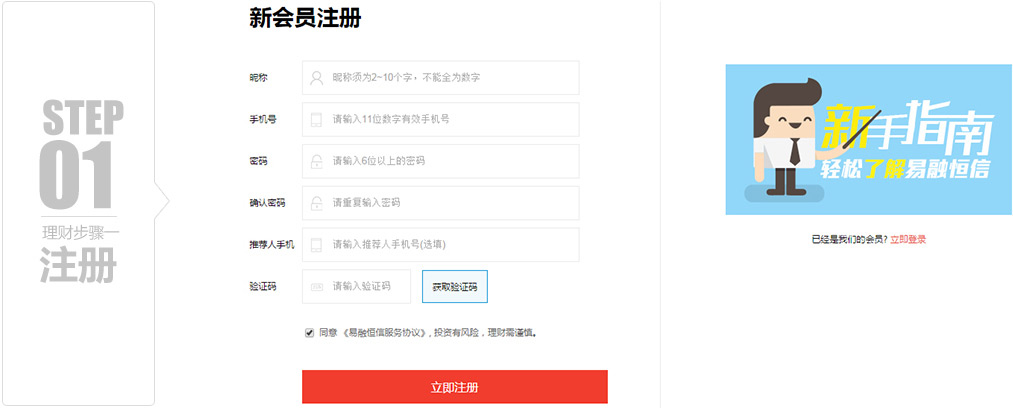 STEP
01
理财步骤一
注册
新会员注册
昵称
昵称须为2~10个字，不能全为数字
手机号
请输入11位数字有效手机号
密码
请输入6位以上的密码
确认密码
请重复输入密码
推荐人手机
请输入推荐人手机号(选填)
验证码
请输入验证码
获取验证码
同意 《易融恒信服务协议》, 投资有风险，理财需谨慎。
立即注册
新手指南
轻松了解易融恒信
已经是我们的会员? 立即登录